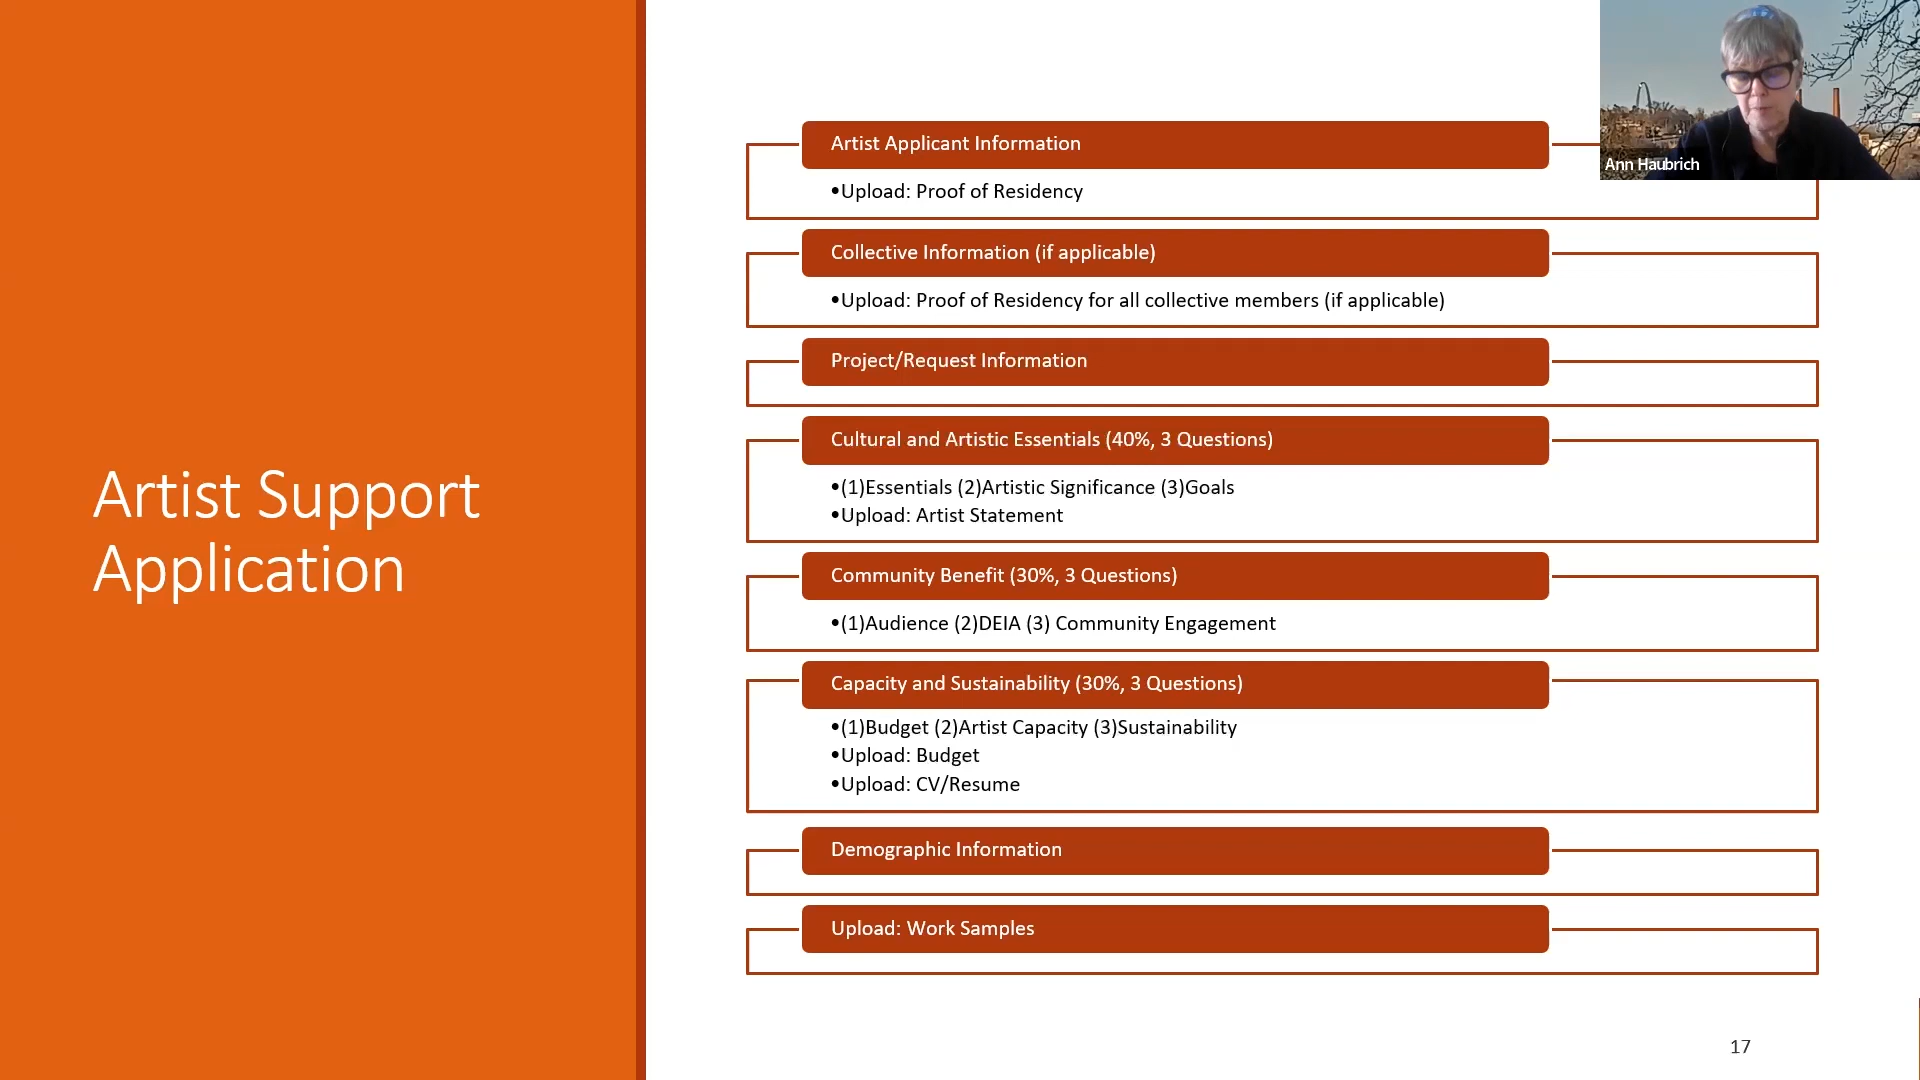 Artist Support
Application
Artist Applicant Information
•Upload: Proof of Residency
Collective Information (if applicable)
•Upload: Proof of Residency for all collective members (if applicable)
Project/Request Information
Cultural and Artistic Essentials (40%, 3 Questions)
•(1)Essentials (2)Artistic Significance (3)Goals
•Upload: Artist Statement
Community Benefit (30%, 3 Questions)
•(1)Audience (2)DEIA (3) Community Engagement
Capacity and Sustainability (30%, 3 Questions)
•(1)Budget (2)Artist Capacity (3)Sustainability
•Upload: Budget
•Upload: CV/Resume
Demographic Information
Upload: Work Samples
Ann Haubrich
17